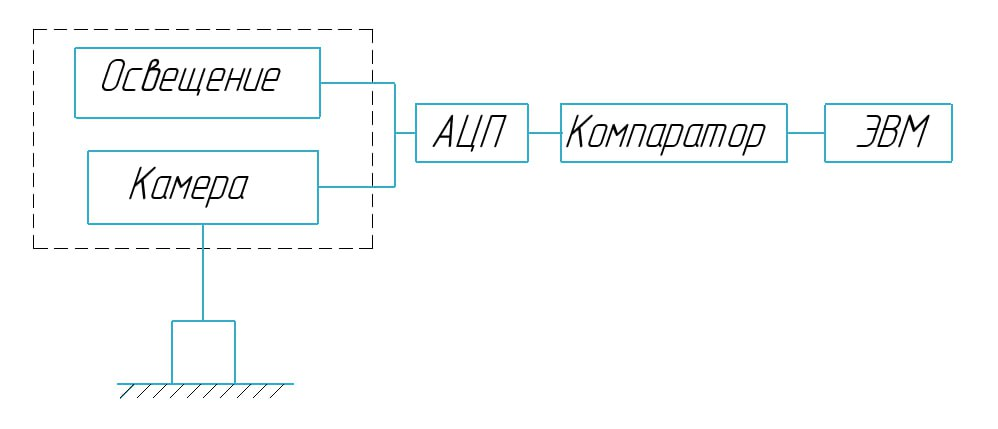 Освещение
Камера
АЦП
Компаратор
ЭВМ